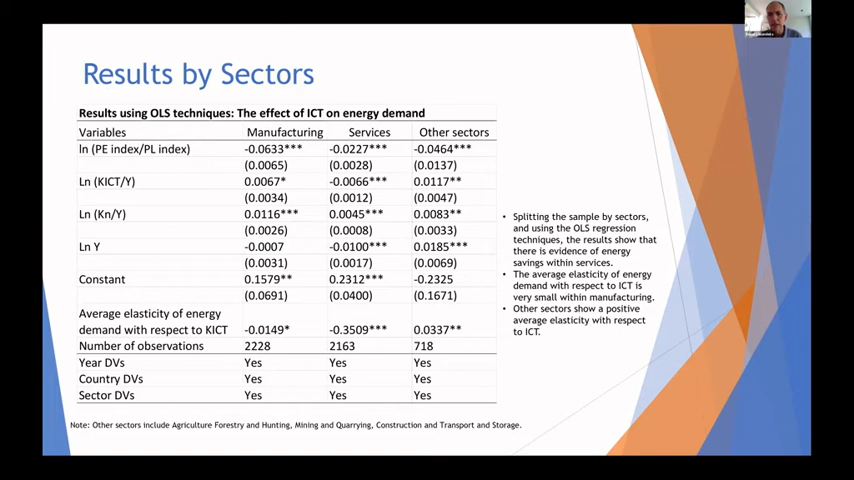 Results by Sectors
Results using OLS techniques: The effect of ICT on energy demand
Variables Manufacturing Services Other sectors
ln (PE index/PL index) -0.0633*** -0.0227*** -0.0464***
(0.0065) (0.0028) (0.0137)
Ln (KICT/Y) 0.0067* -0.0066*** 0.0117**
(0.0034) (0.0012) (0.0047)
Ln (Kn/Y) 0.0116*** 0.0045*** 0.0083**
(0.0026) (0.0008) (0.0033)
Ln Y -0.0007 -0.0100*** 0.0185***
(0.0031) (0.0017) (0.0069)
Constant 0.1579** 0.2312*** -0.2325
(0.0691) (0.0400) (0.1671)
Average elasticity of energy
demand with respect to KICT -0.0149* -0.3509*** 0.0337**
Number of observations 2228 2163 718
Year DVs Yes Yes Yes
Country DVs Yes Yes Yes
Sector DVs Yes Yes Yes
• Splitting the sample by sectors,
and using the OLS regression
techniques, the results show that
there is evidence of energy
savings within services.
• The average elasticity of energy
demand with respect to ICT is
very small within manufacturing.
• Other sectors show a positive
average elasticity with respect
to ICT.
Note: Other sectors include Agriculture Forestry and Hunting, Mining and Quarrying, Construction and Transport and Storage.